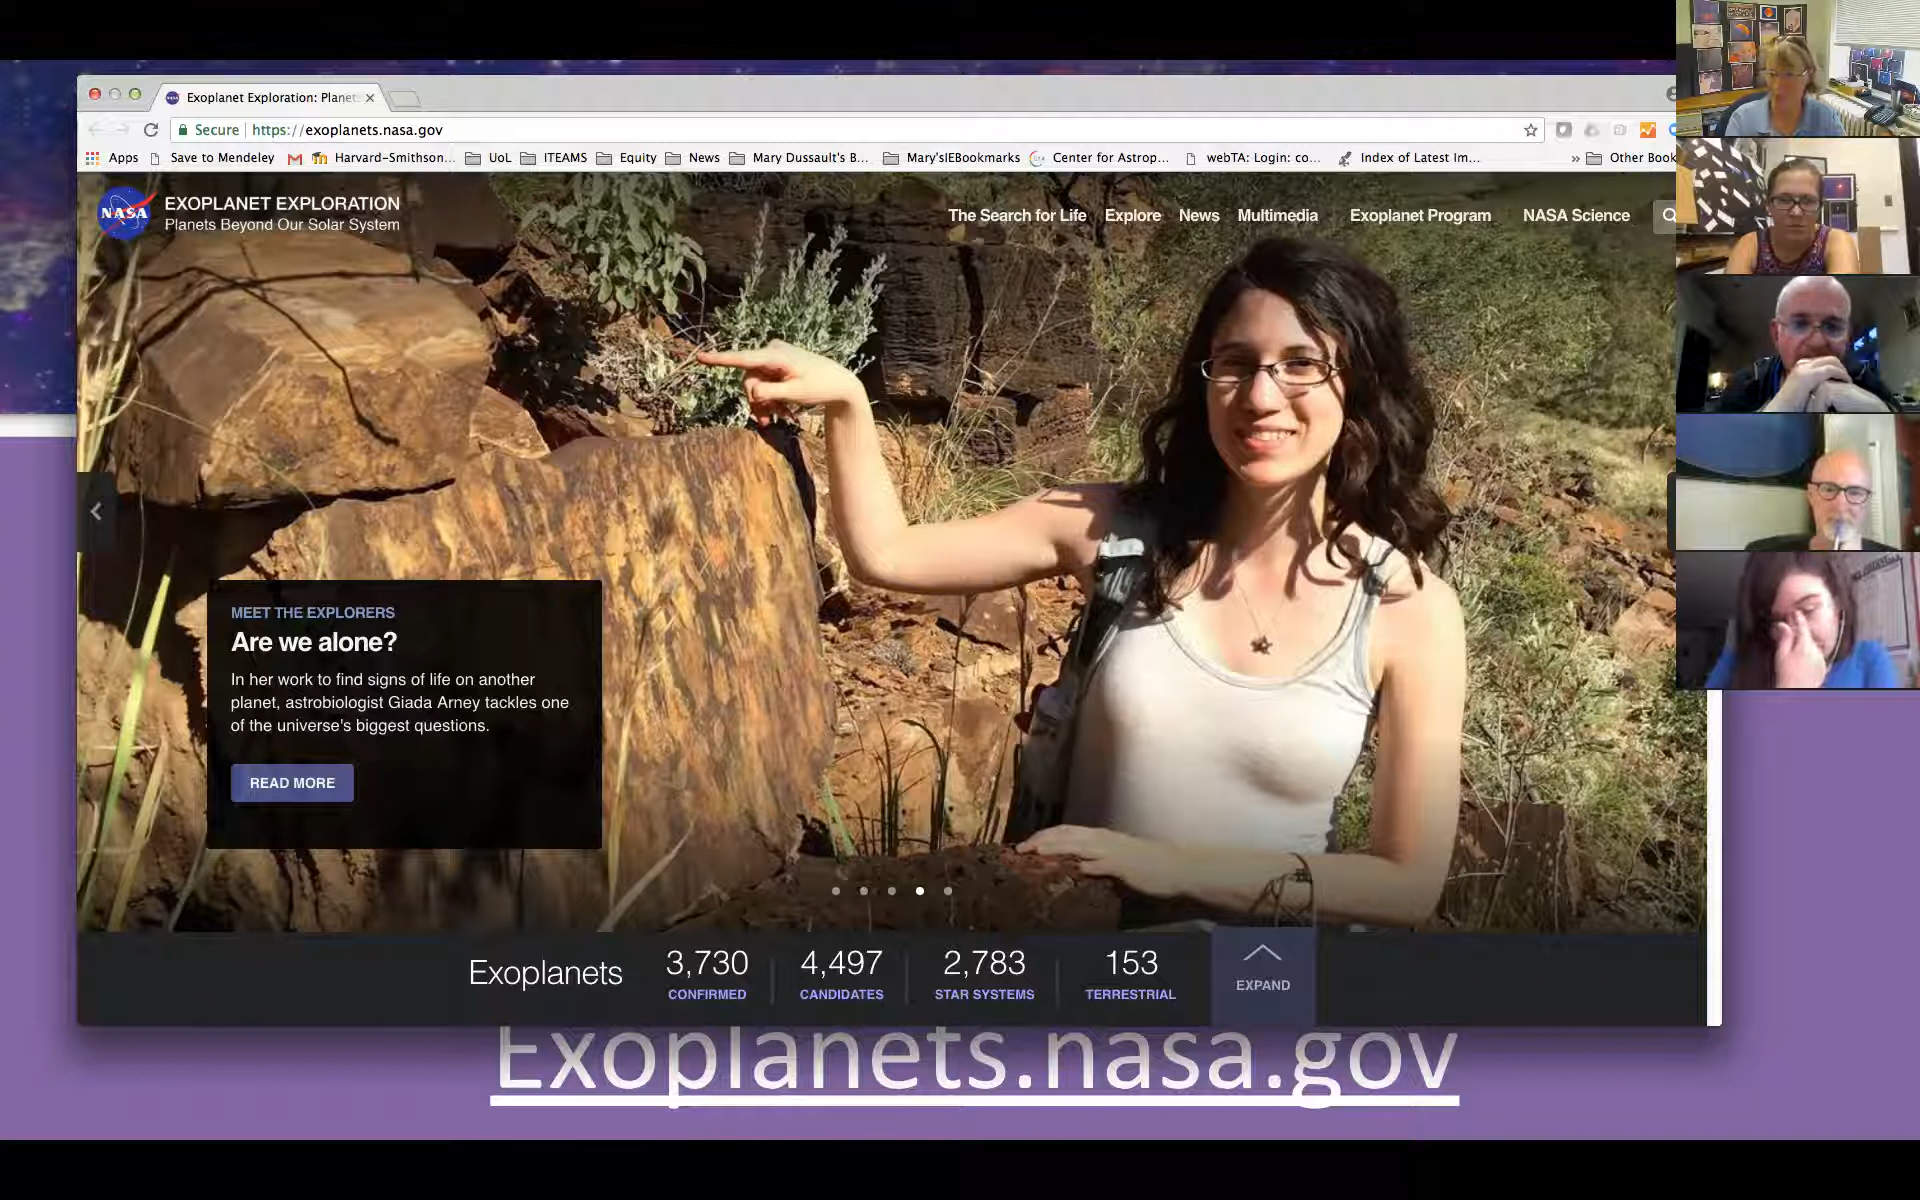 Exoplanet Exploration: Plane
Secure https://exoplanets.nasa.gov
Apps Save to Mendeley Harvard-Smithson... UoL ITEAMS Equity News Mary Dussault's B... Mary'sIEBookmarks Center for Astrop... webTA: Login: co... Index of Latest Im... » Other Book
NASA
EXOPLANET EXPLORATION
Planets Beyond Our Solar System
The Search for Life Explore News Multimedia Exoplanet Program NASA Science
MEET THE EXPLORERS
Are we alone?
In her work to find signs of life on another
planet, astrobiologist Giada Arney tackles one
of the universe's biggest questions.
READ MORE
Exoplanets
3,730 4,497 2,783 153
CONFIRMED CANDIDATES STAR SYSTEMS TERRESTRIAL
EXPAND
Exoplanets.nasa.gov